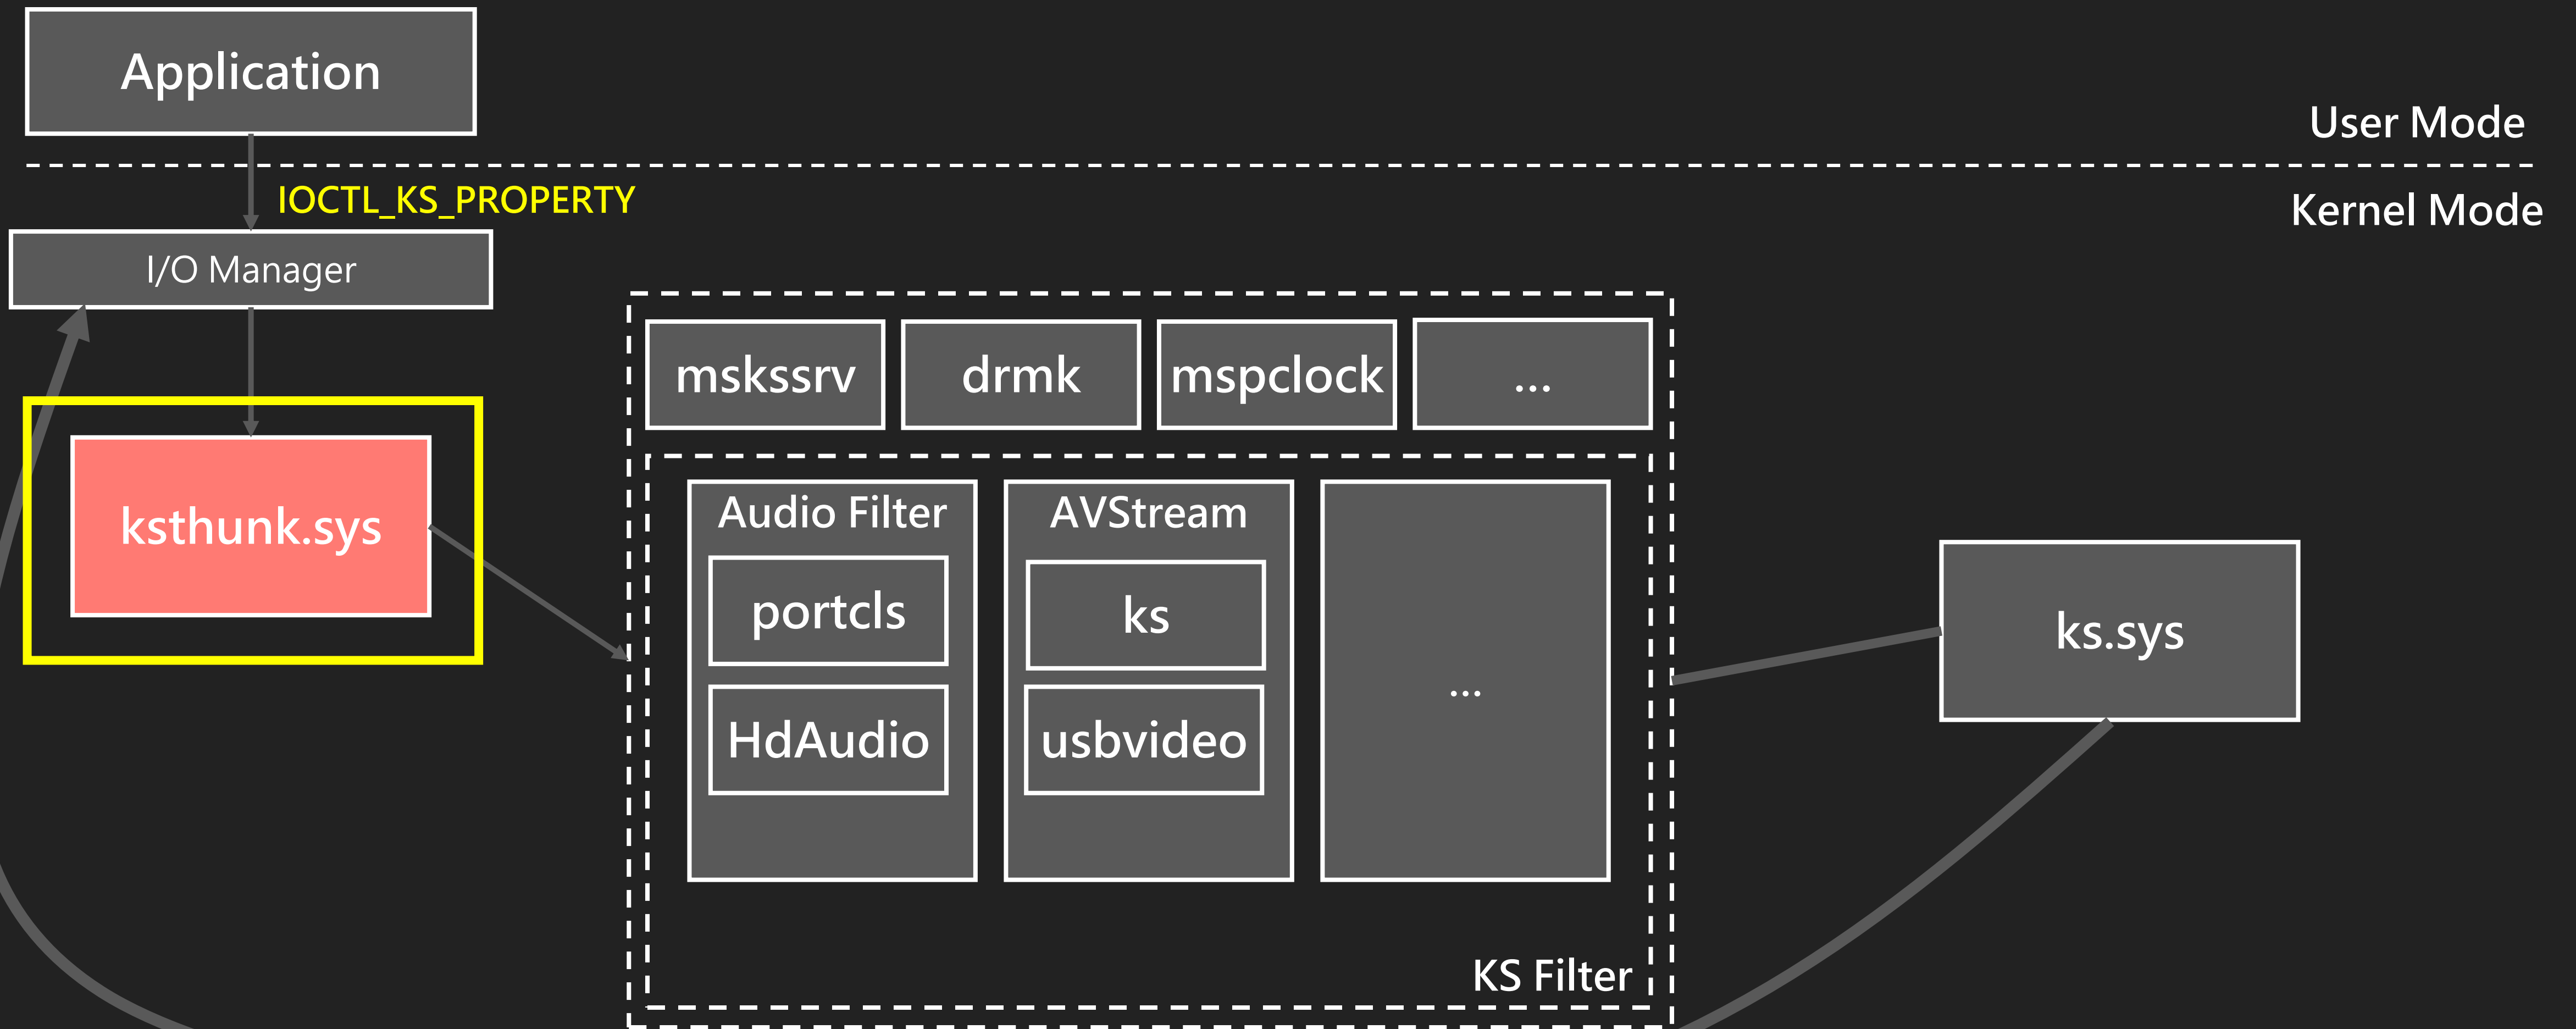 Application
User Mode
IOCTL_KS_PROPERTY
Kernel Mode
I/O Manager
mskssrv
drmk
mspclock
...
ksthunk.sys
Audio Filter
portcls
HdAudio
AVStream
ks
usbvideo
...
ks.sys
KS Filter